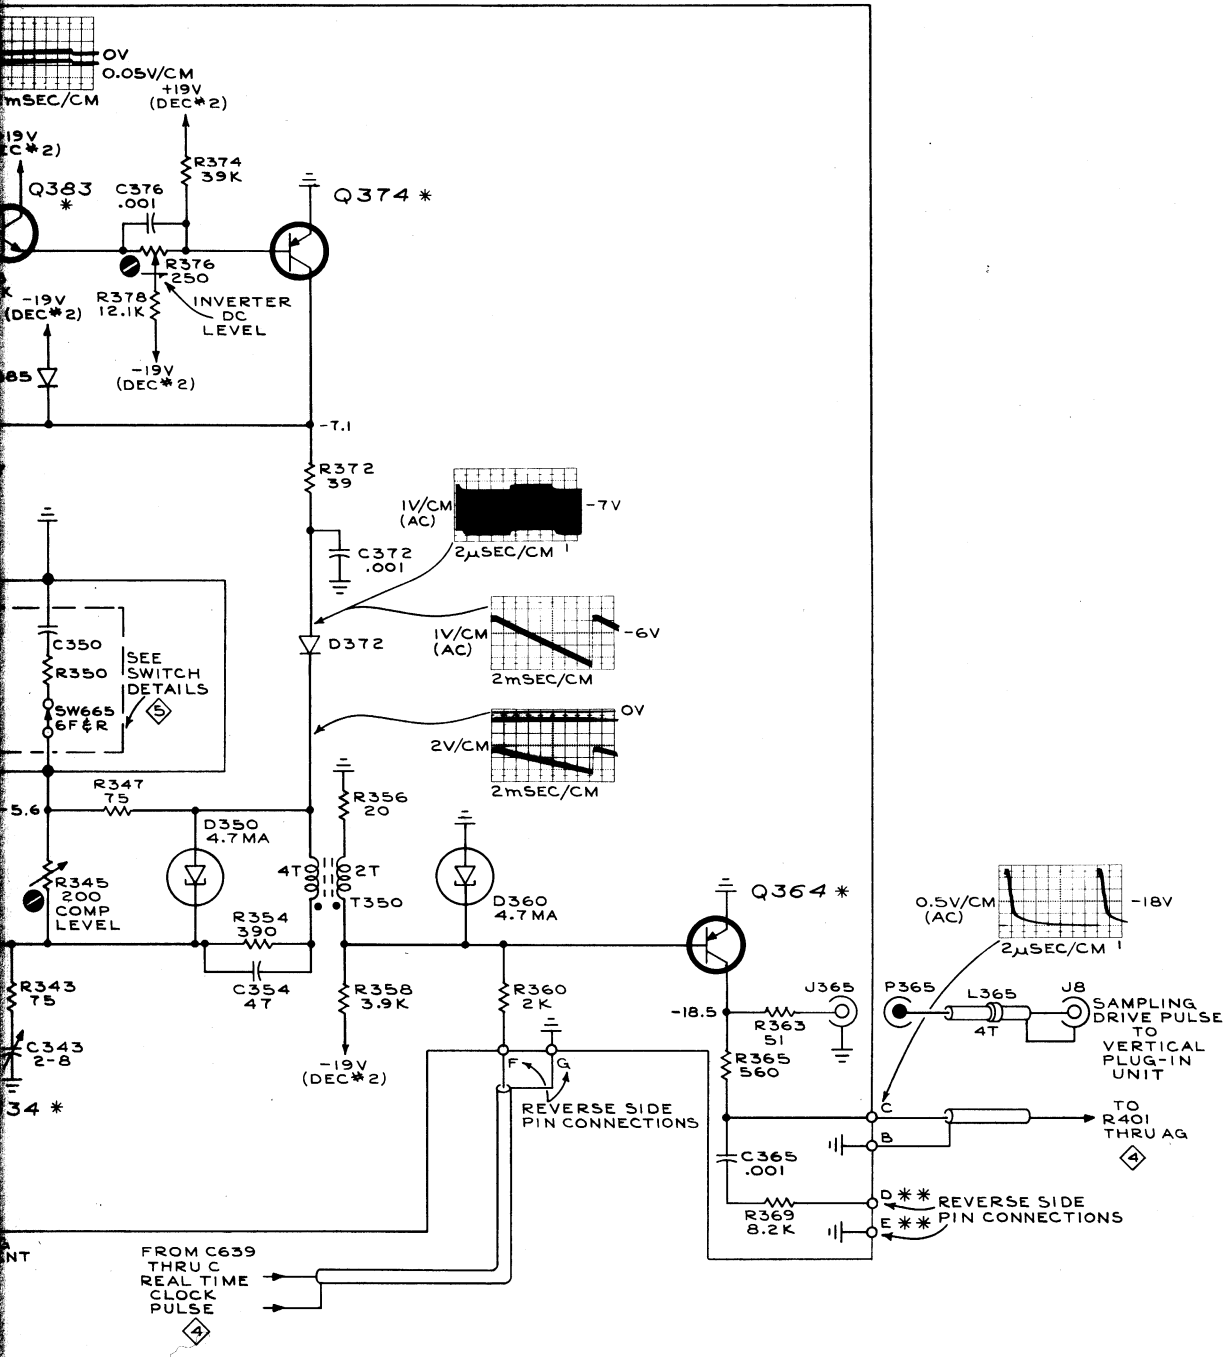 0V
0.05V/CM
mSEC/CM
+19V
(DEC#2)
19V
C#2)
Q383
*
C376
.001
R374
39K
Q374 *
R376
250
R378
12.1K
INVERTER
DC
LEVEL
-19V
(DEC#2)
-19V
(DEC#2)
85
-7.1
R372
39
1V/CM
(AC)
-7V
2µSEC/CM
C372
.001
1V/CM
(AC)
-6V
2mSEC/CM
D372
C350
R350
SW665
6F&R
SEE
SWITCH
DETAILS
5
0V
2V/CM
2mSEC/CM
R347
75
-5.6
R356
20
D350
4.7MA
4T
2T
T350
D360
4.7MA
R345
200
COMP
LEVEL
R354
390
C354
47
Q364 *
0.5V/CM
(AC)
-18V
2µSEC/CM
R343
75
C343
2-8
34 *
R358
3.9K
-19V
(DEC#2)
R360
2K
F
G
REVERSE SIDE
PIN CONNECTIONS
-18.5
R363
51
J365
P365
L365
4T
J8
SAMPLING
DRIVE PULSE
TO
VERTICAL
PLUG-IN
UNIT
R365
560
C
B
TO
R401
THRU AG
4
C365
.001
R369
8.2K
D **
E **
REVERSE SIDE
PIN CONNECTIONS
NT
FROM C639
THRU C
REAL TIME
CLOCK
PULSE
4